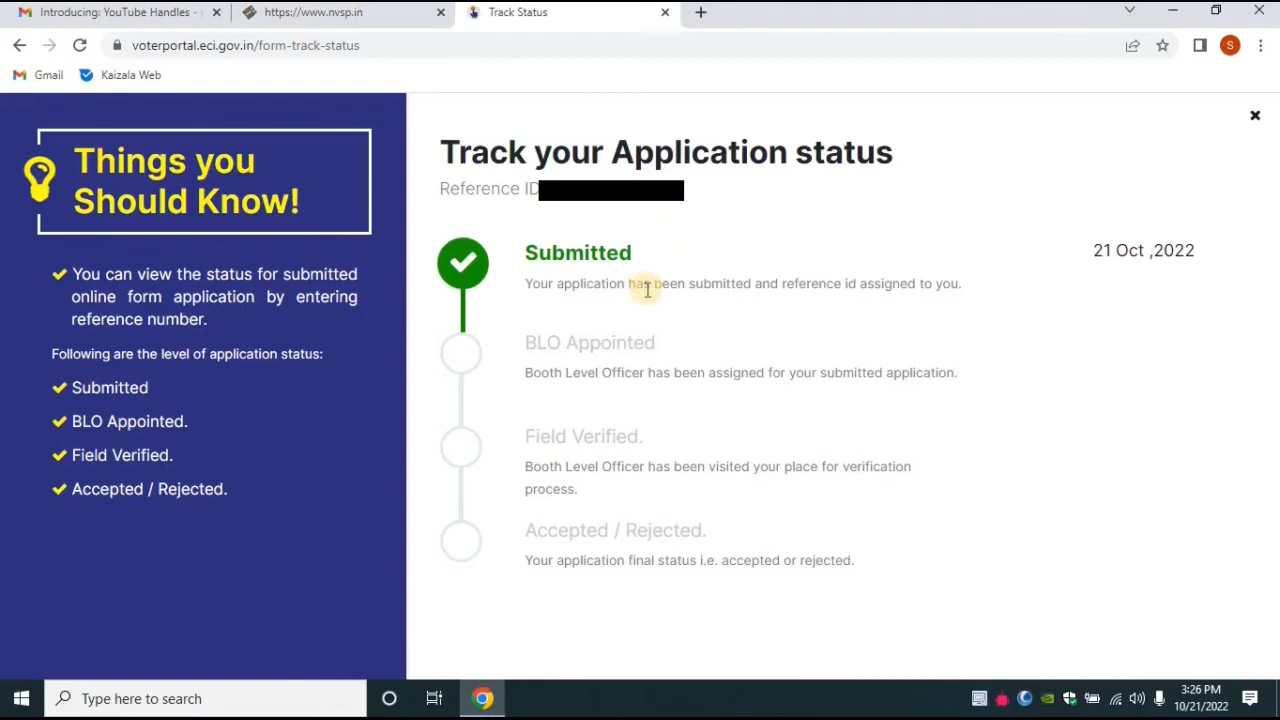 Introducing: YouTube Handles -
https://www.nvsp.in
Track Status
voterportal.eci.gov.in/form-track-status
S
Gmail
Kaizala Web
Things you
Should Know!
You can view the status for submitted
online form application by entering
reference number.
Following are the level of application status:
Submitted
BLO Appointed.
Field Verified.
Accepted / Rejected.
Track your Application status
Reference ID
Submitted
21 Oct ,2022
Your application has been submitted and reference id assigned to you.
BLO Appointed
Booth Level Officer has been assigned for your submitted application.
Field Verified.
Booth Level Officer has been visited your place for verification
process.
Accepted / Rejected.
Your application final status i.e. accepted or rejected.
Type here to search
3:26 PM
10/21/2022